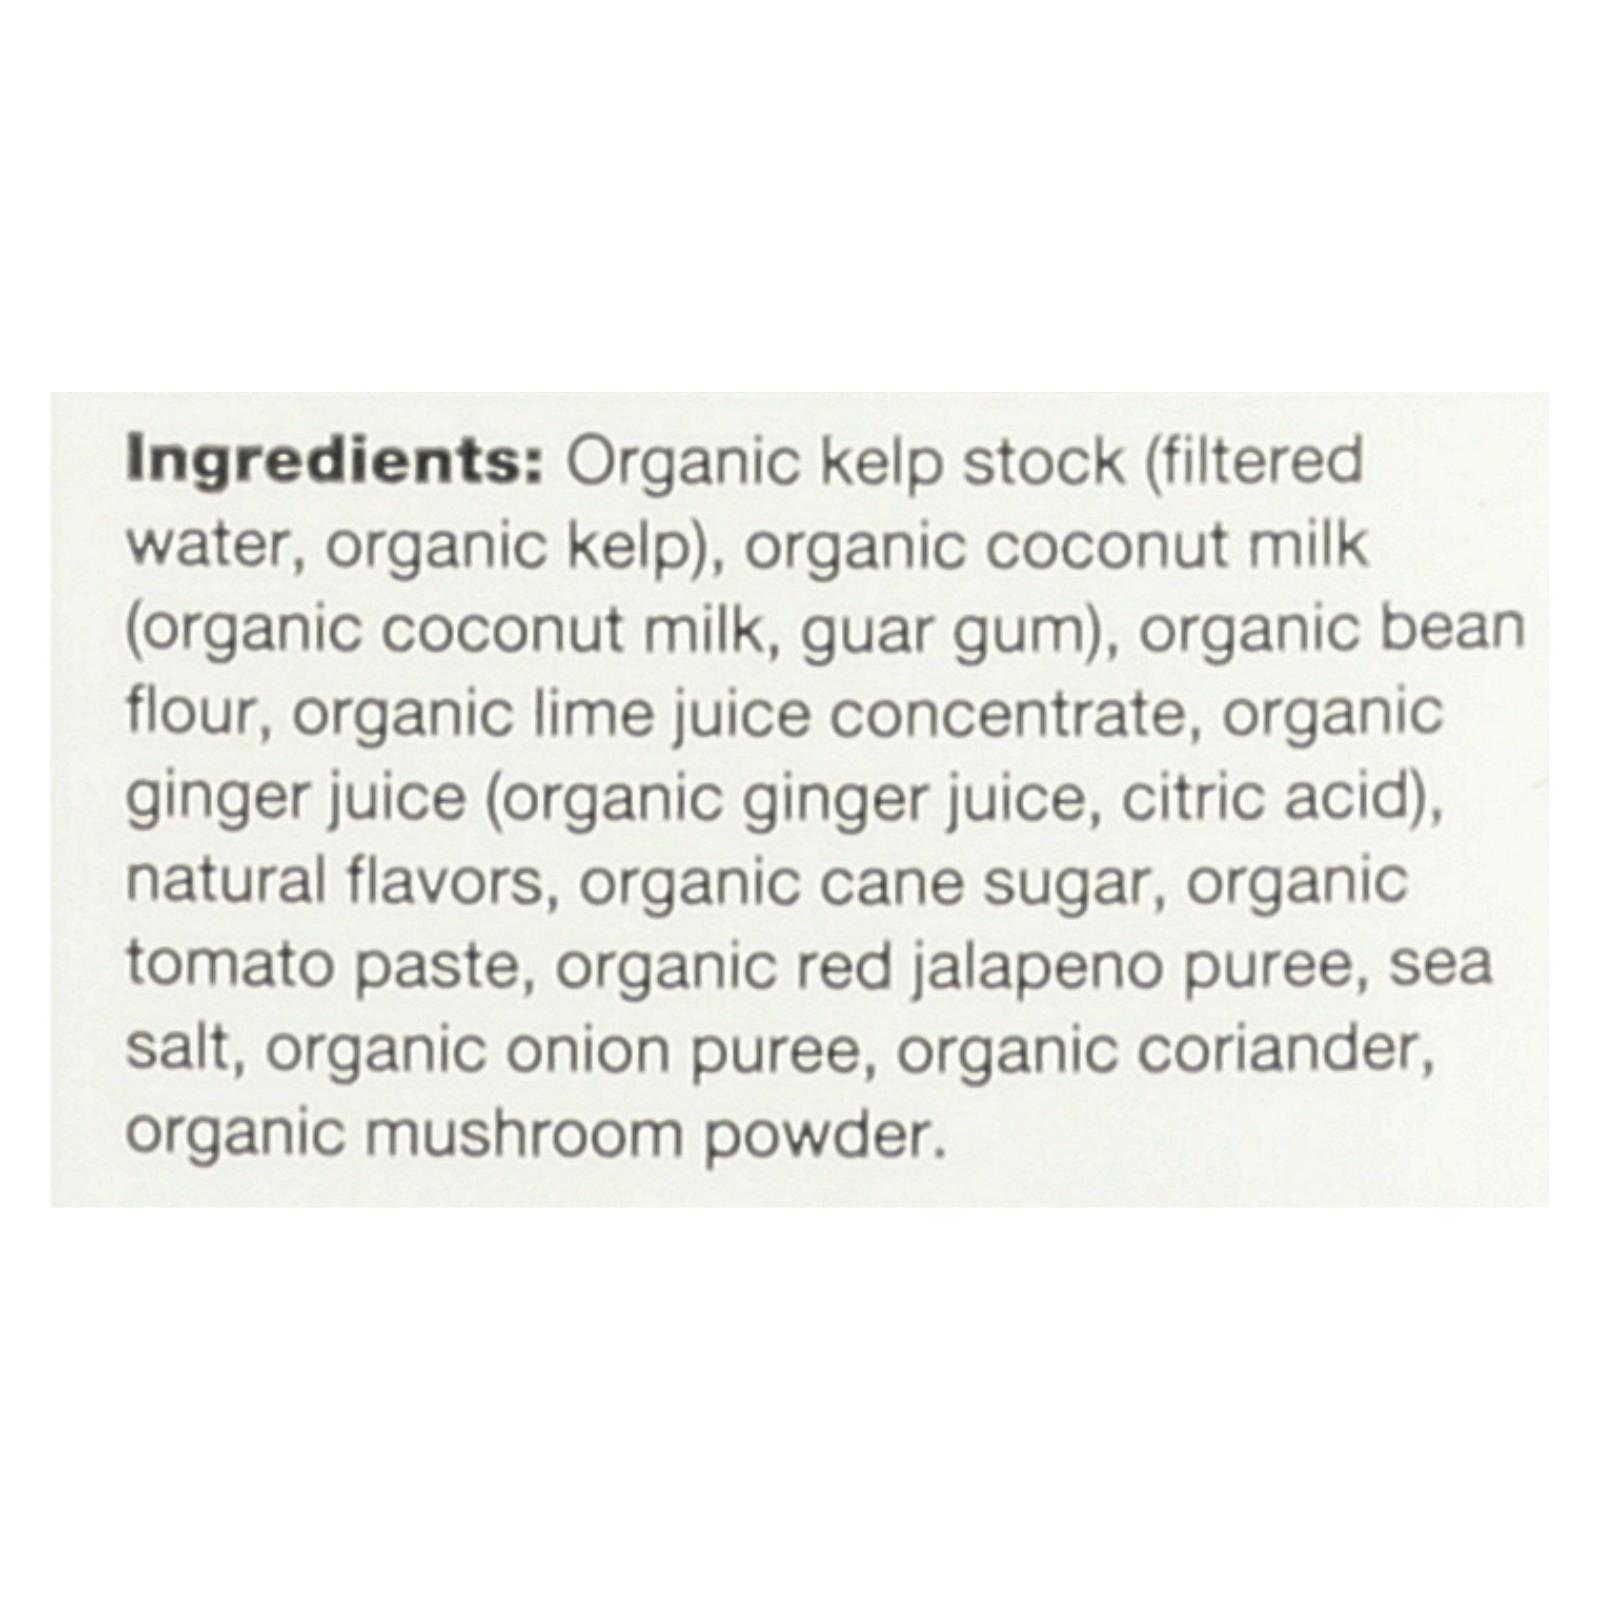 Ingredients: Organic kelp stock (filtered
water, organic kelp), organic coconut milk
(organic coconut milk, guar gum), organic bean
flour, organic lime juice concentrate, organic
ginger juice (organic ginger juice, citric acid),
natural flavors, organic cane sugar, organic
tomato paste, organic red jalapeno puree, sea
salt, organic onion puree, organic coriander,
organic mushroom powder.